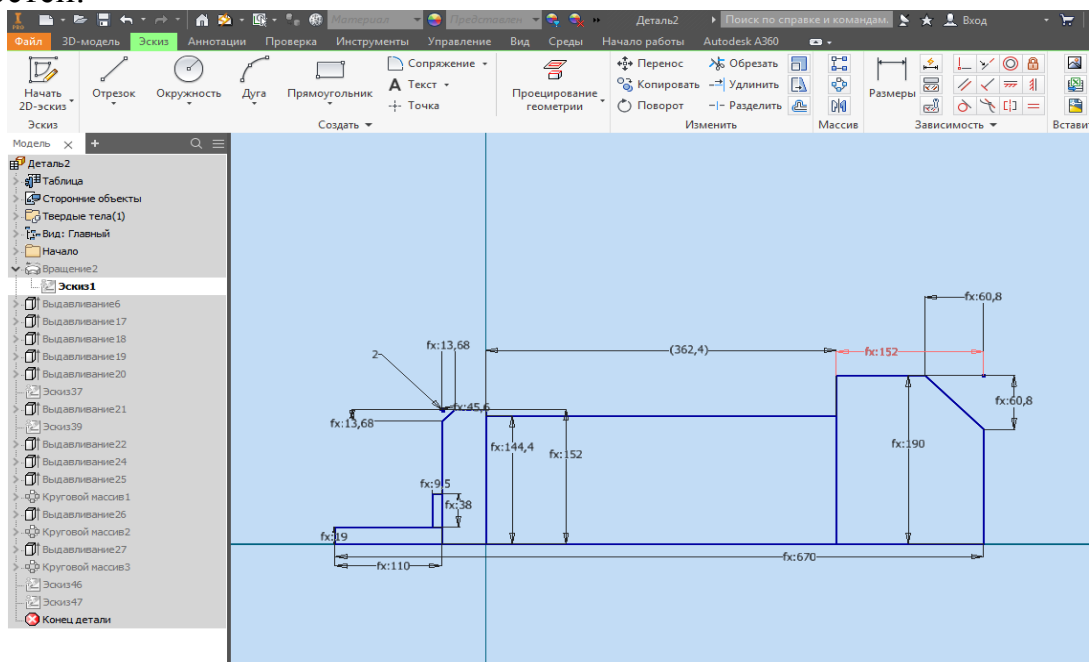 стей.
I PRO Материал Представлен Деталь2 Поиск по справке и командам. Вход
Файл 3D-модель Эскиз Аннотации Проверка Инструменты Управление Вид Среды Начало работы Autodesk A360
Начать 2D-эскиз Отрезок Окружность Дуга Прямоугольник Сопряжение Проецирование геометрии Перенос Обрезать Размеры
A Текст Копировать Удлинить
Точка Поворот Разделить
Эскиз Создать Изменить Массив Зависимость Встави
Модель x +
Деталь2
Таблица
Сторонние объекты
Твердые тела(1)
Вид: Главный
Начало
Вращение2
Эскиз1
Выдавливание6
Выдавливание17
Выдавливание18
Выдавливание19
Выдавливание20
Эскиз37
Выдавливание21
Эскиз39
Выдавливание22
Выдавливание24
Выдавливание25
Круговой массив1
Выдавливание26
Круговой массив2
Выдавливание27
Круговой массив3
Эскиз46
Эскиз47
Конец детали
fx:60,8
fx:13,68
2
(362,4)
fx:152
fx:45,6
fx:60,8
fx:13,68
fx:144,4
fx:152
fx:190
fx:9,5
fx:38
fx:19
fx:670
fx:110